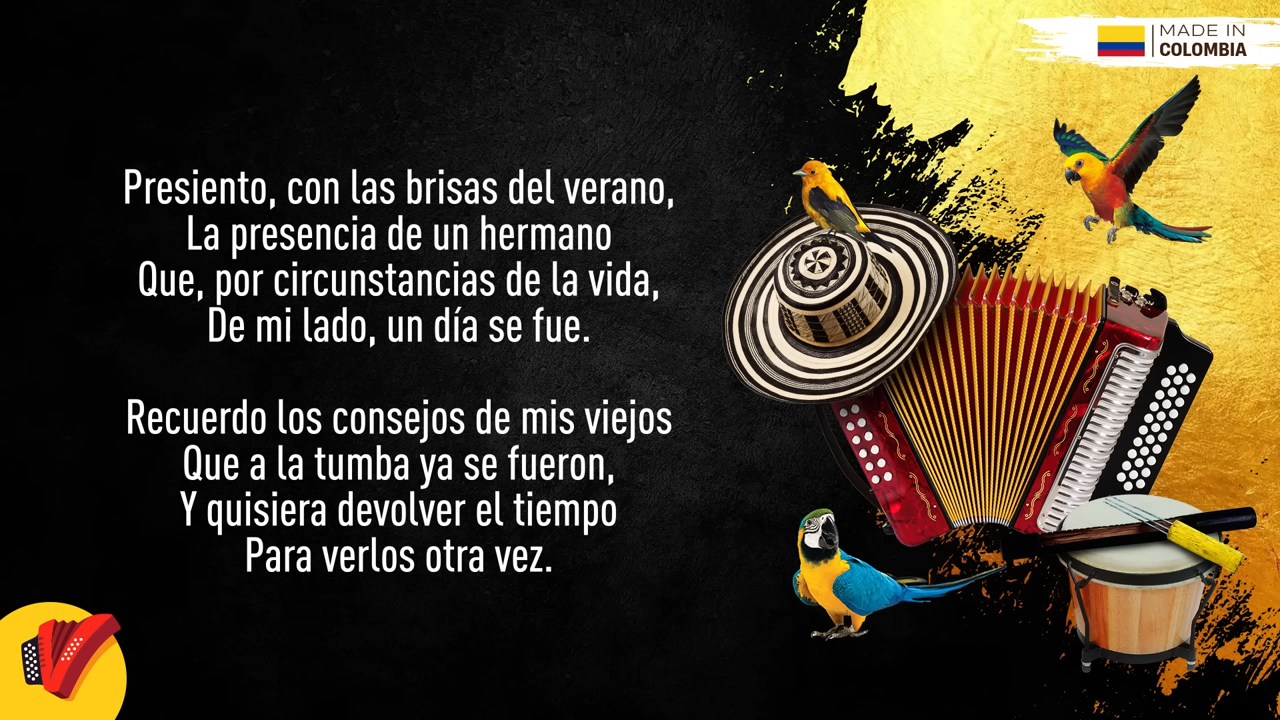 MADE IN
COLOMBIA
Presiento, con las brisas del verano,
La presencia de un hermano
Que, por circunstancias de la vida,
De mi lado, un día se fue.
Recuerdo los consejos de mis viejos
Que a la tumba ya se fueron,
Y quisiera devolver el tiempo
Para verlos otra vez.